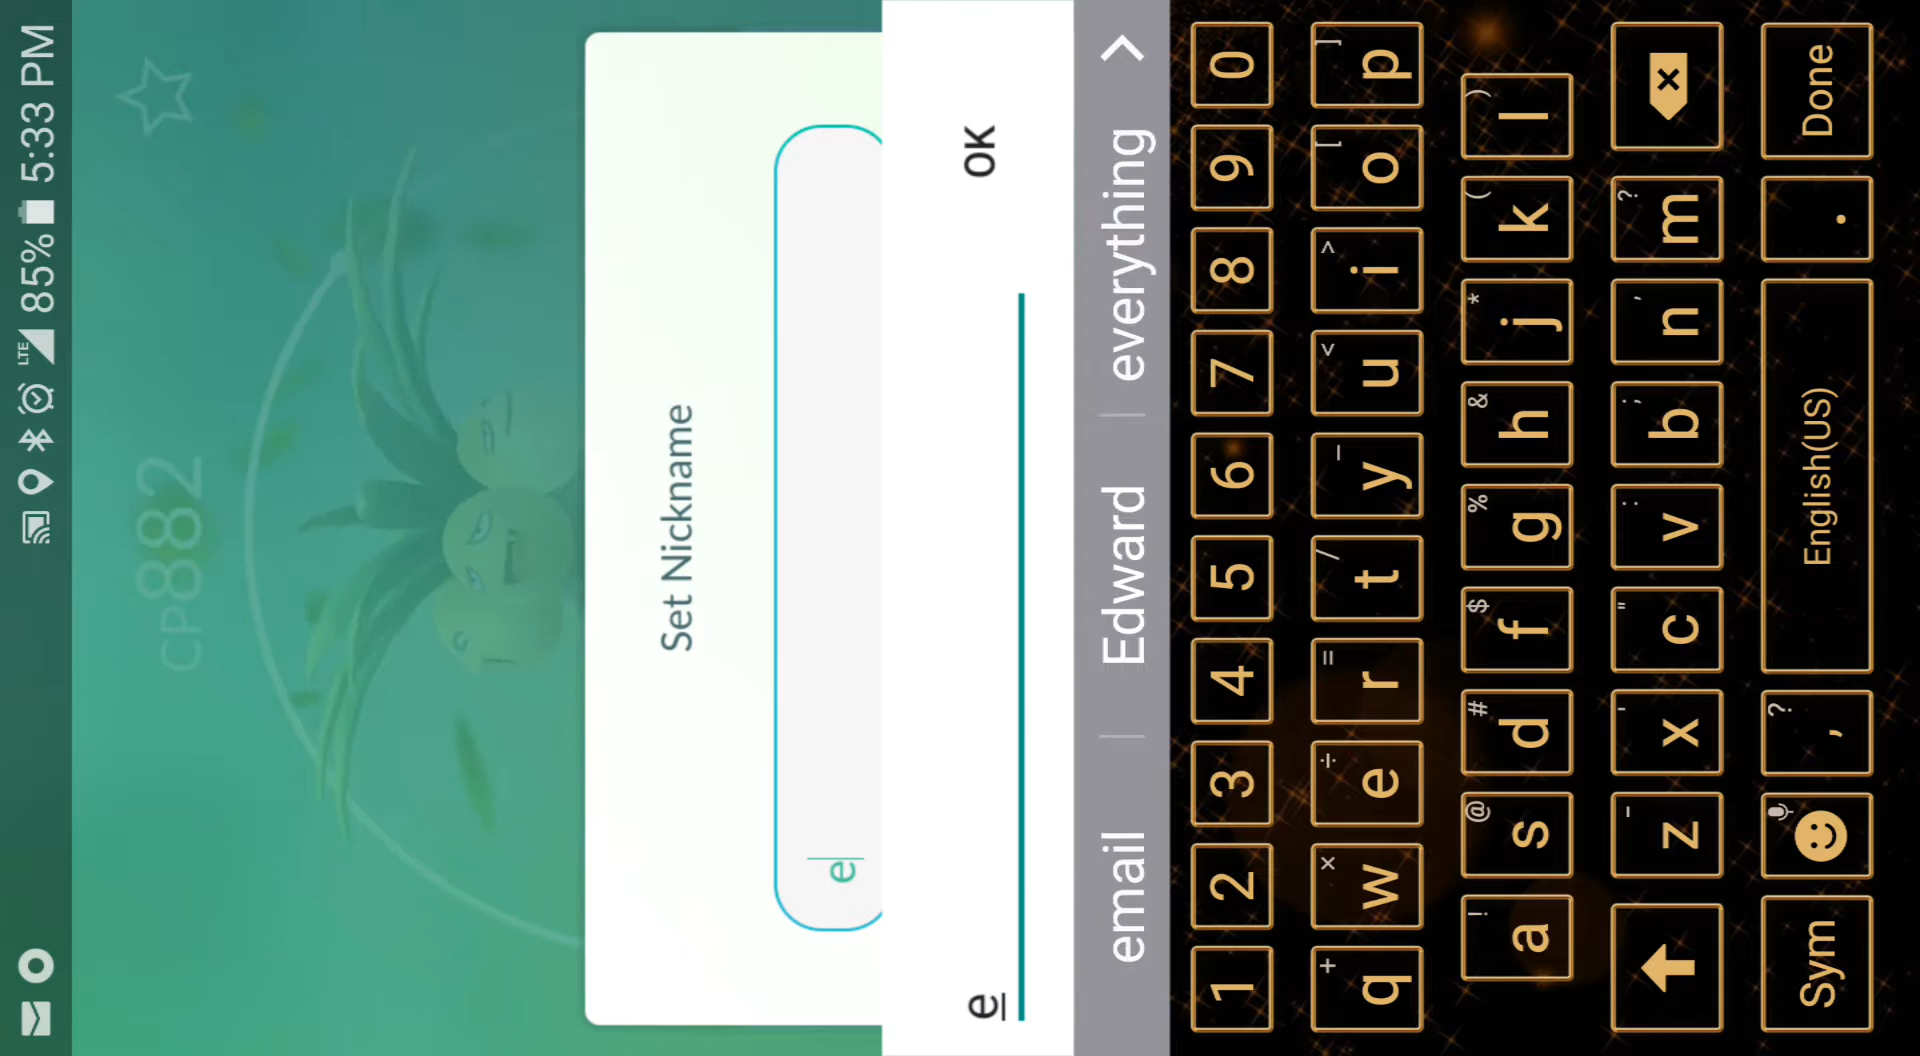 LTE 85% 5:33 PM
CP882
Set Nickname
e
e OK
email Edward everything
1 2 3 4 5 6 7 8 9 0
+ × ÷ = / _ < > [ ]
q w e r t y u i o p
! @ # $ % & * ( )
a s d f g h j k l
- ' " : ; , ?
z x c v b n m
Sym , ? English(US) . Done